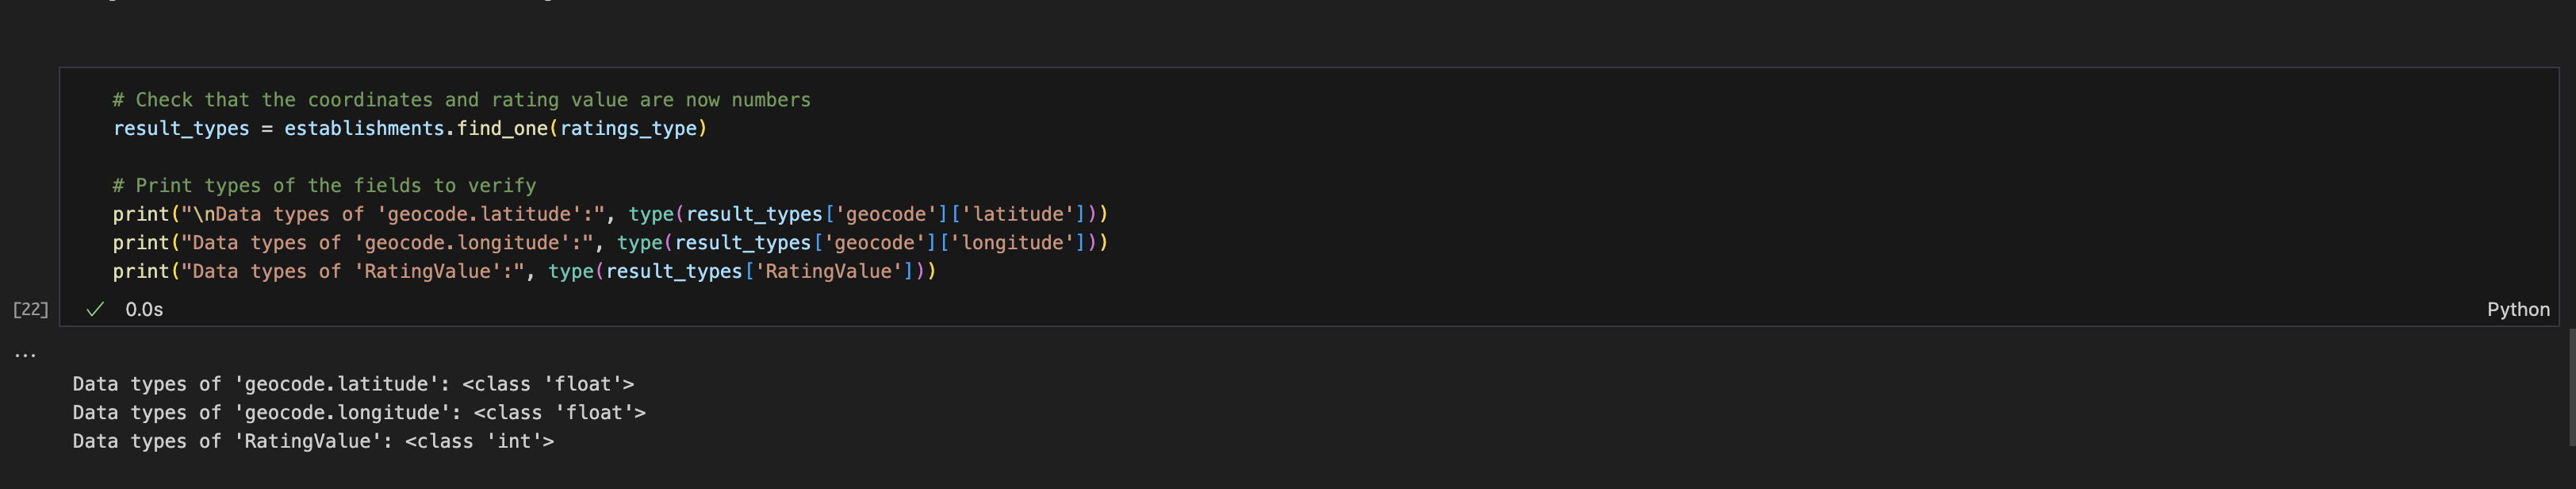 # Check that the coordinates and rating value are now numbers
result_types = establishments.find_one(ratings_type)
# Print types of the fields to verify
print("\nData types of 'geocode.latitude':", type(result_types['geocode']['latitude']))
print("Data types of 'geocode.longitude':", type(result_types['geocode']['longitude']))
print("Data types of 'RatingValue':", type(result_types['RatingValue']))
[22] ✓ 0.0s Python
...
Data types of 'geocode.latitude': <class 'float'>
Data types of 'geocode.longitude': <class 'float'>
Data types of 'RatingValue': <class 'int'>